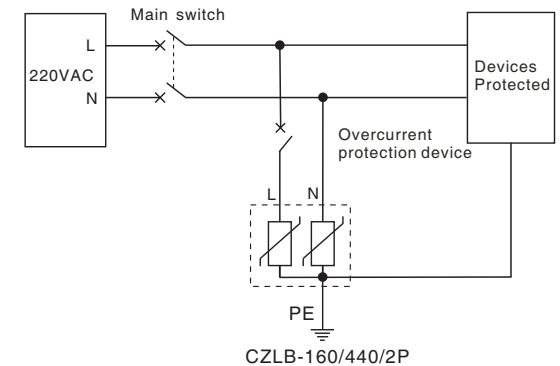 Main switch
L
220VAC
N
Devices
Protected
Overcurrent
protection device
L N
PE
CZLB-160/440/2P